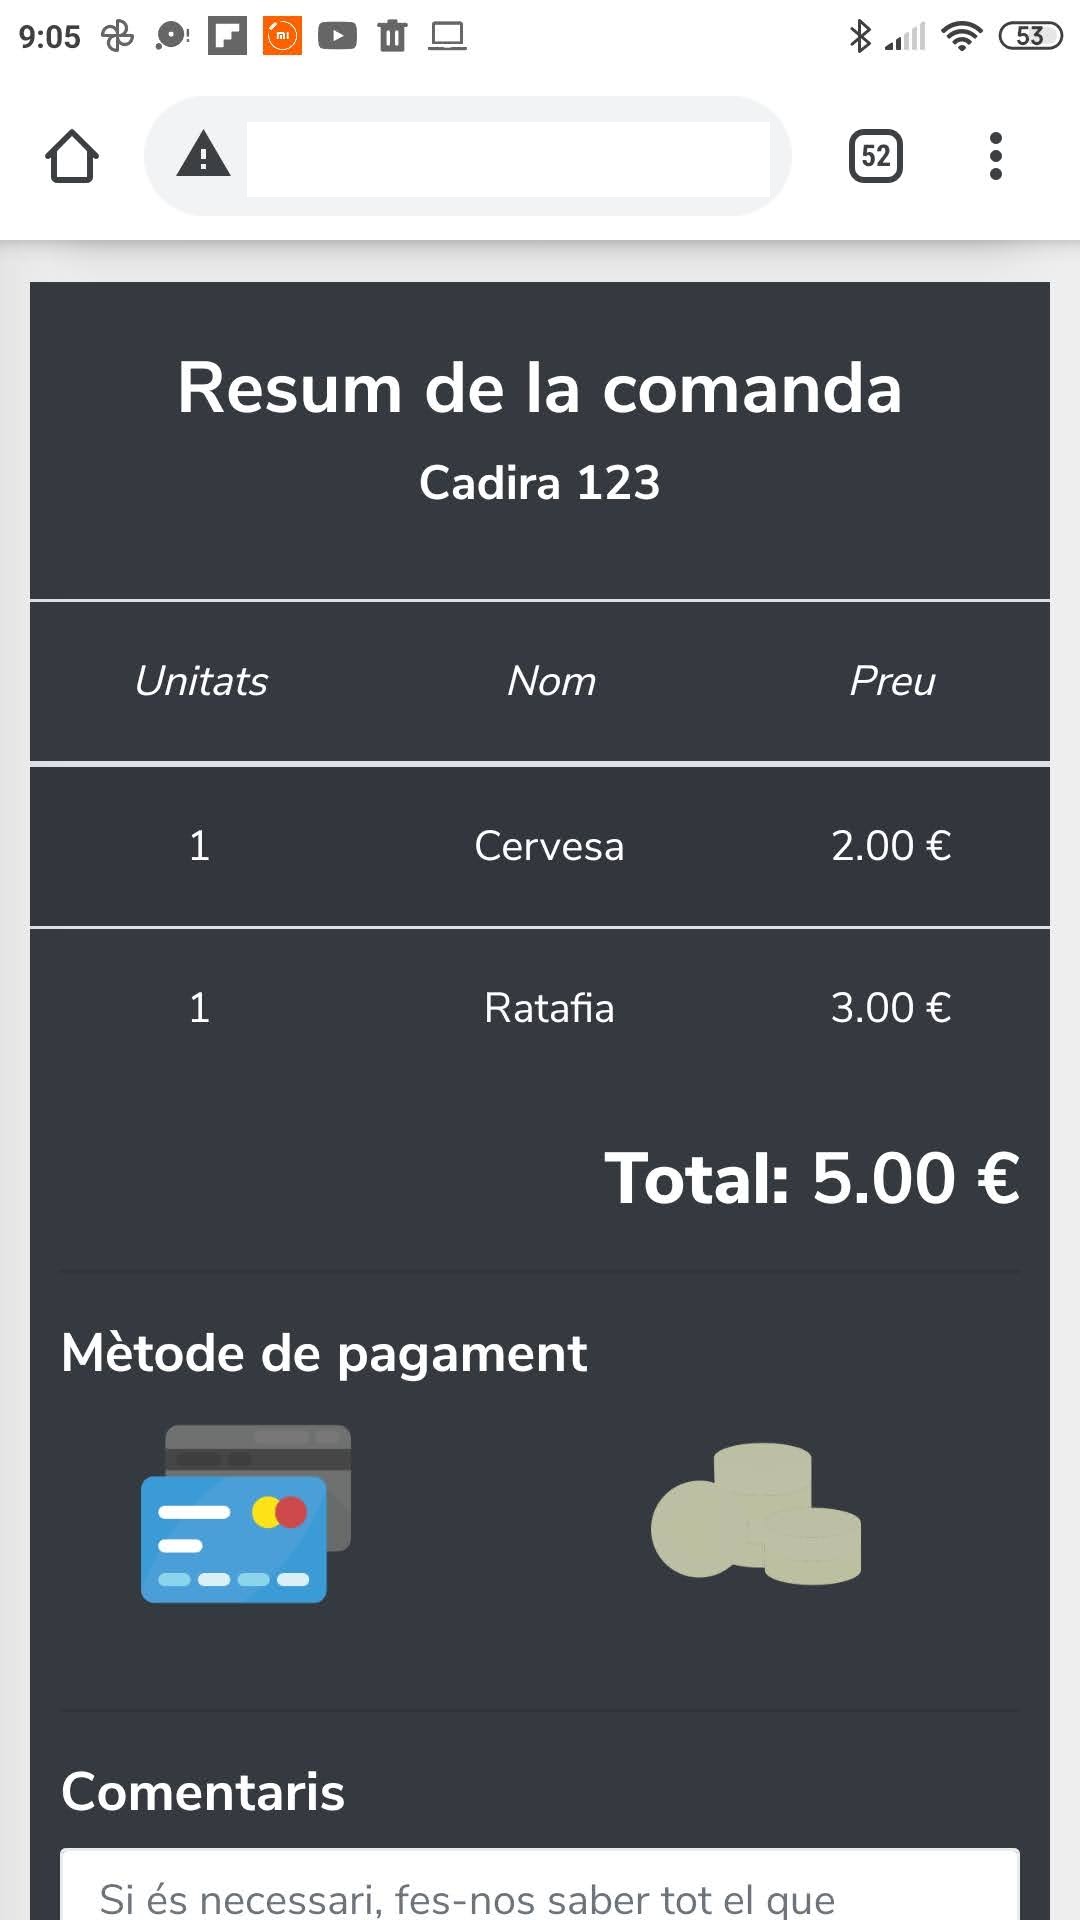 9:05
53
52
Resum de la comanda
Cadira 123
Unitats Nom Preu
1 Cervesa 2.00 €
1 Ratafia 3.00 €
Total: 5.00 €
Mètode de pagament
Comentaris
Si és necessari, fes-nos saber tot el que